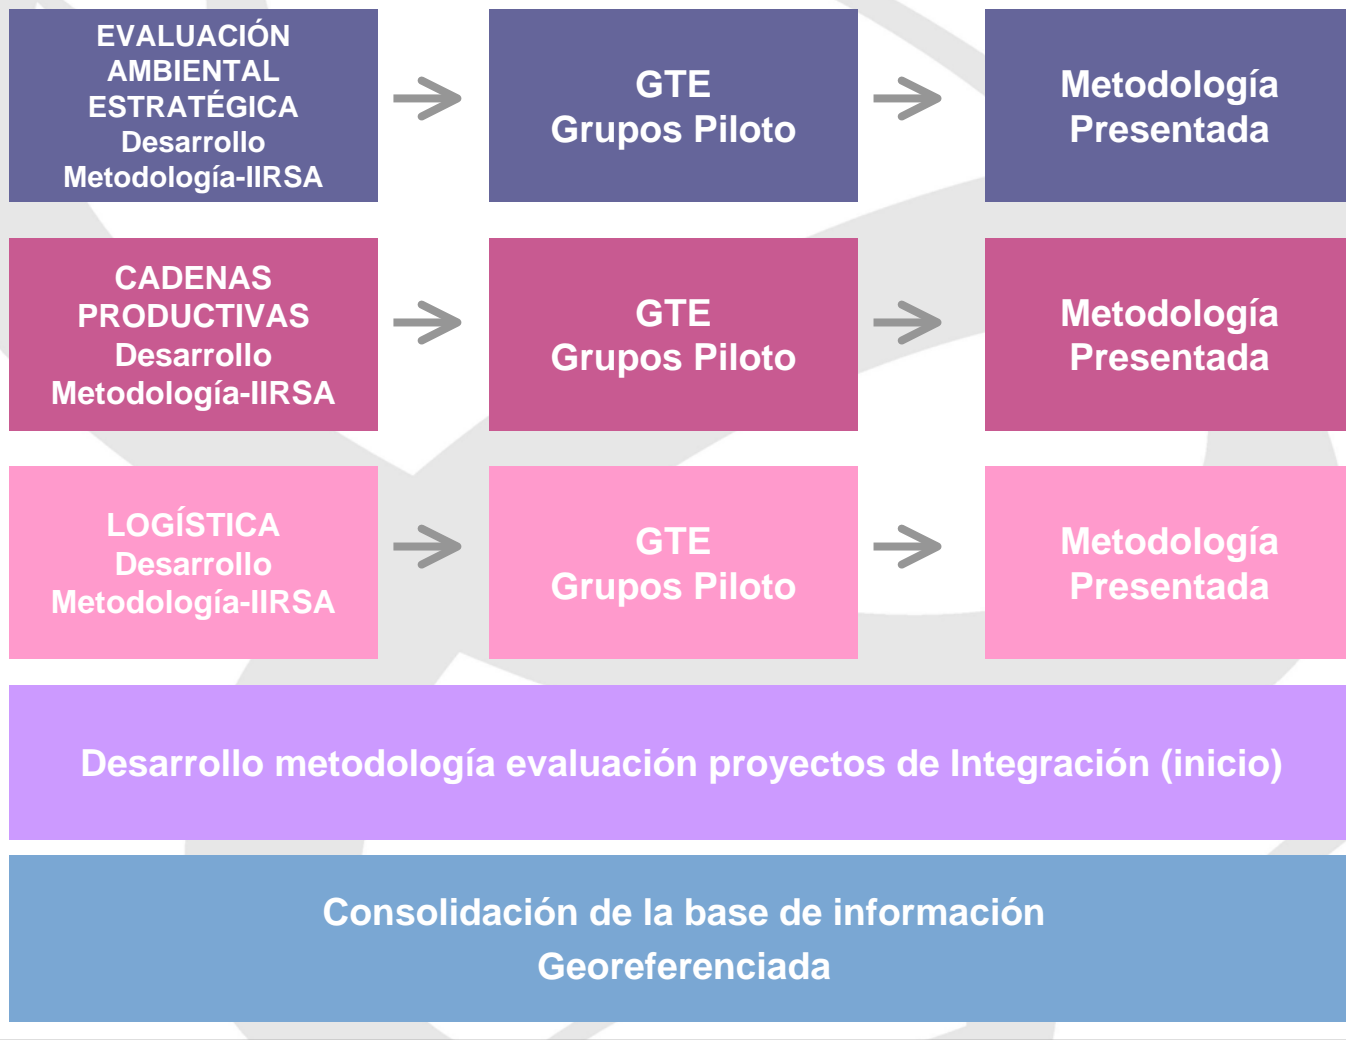 EVALUACIÓN
AMBIENTAL
ESTRATÉGICA
Desarrollo
Metodología-IIRSA
GTE
Grupos Piloto
Metodología
Presentada
CADENAS
PRODUCTIVAS
Desarrollo
Metodología-IIRSA
GTE
Grupos Piloto
Metodología
Presentada
LOGÍSTICA
Desarrollo
Metodología-IIRSA
GTE
Grupos Piloto
Metodología
Presentada
Desarrollo metodología evaluación proyectos de Integración (inicio)
Consolidación de la base de información
Georeferenciada